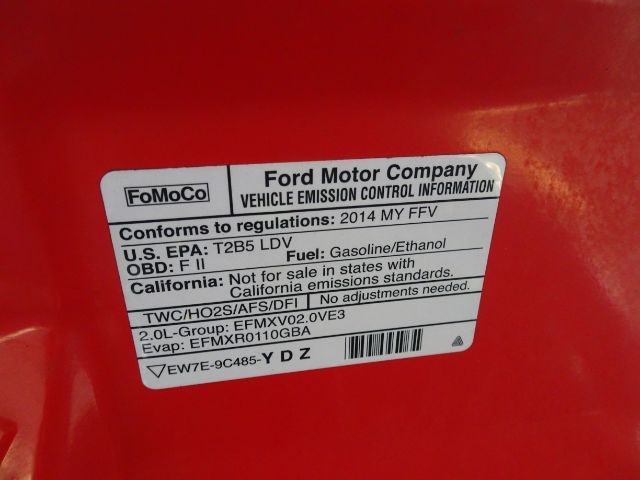 FoMoCo
Ford Motor Company
VEHICLE EMISSION CONTROL INFORMATION
Conforms to regulations: 2014 MY FFV
U.S. EPA: T2B5 LDV
OBD: F II
Fuel: Gasoline/Ethanol
California: Not for sale in states with
California emissions standards.
TWC/HO2S/AFS/DFI
No adjustments needed.
2.0L-Group: EFMXV02.0VE3
Evap: EFMXR0110GBA
EW7E-9C485-YDZ